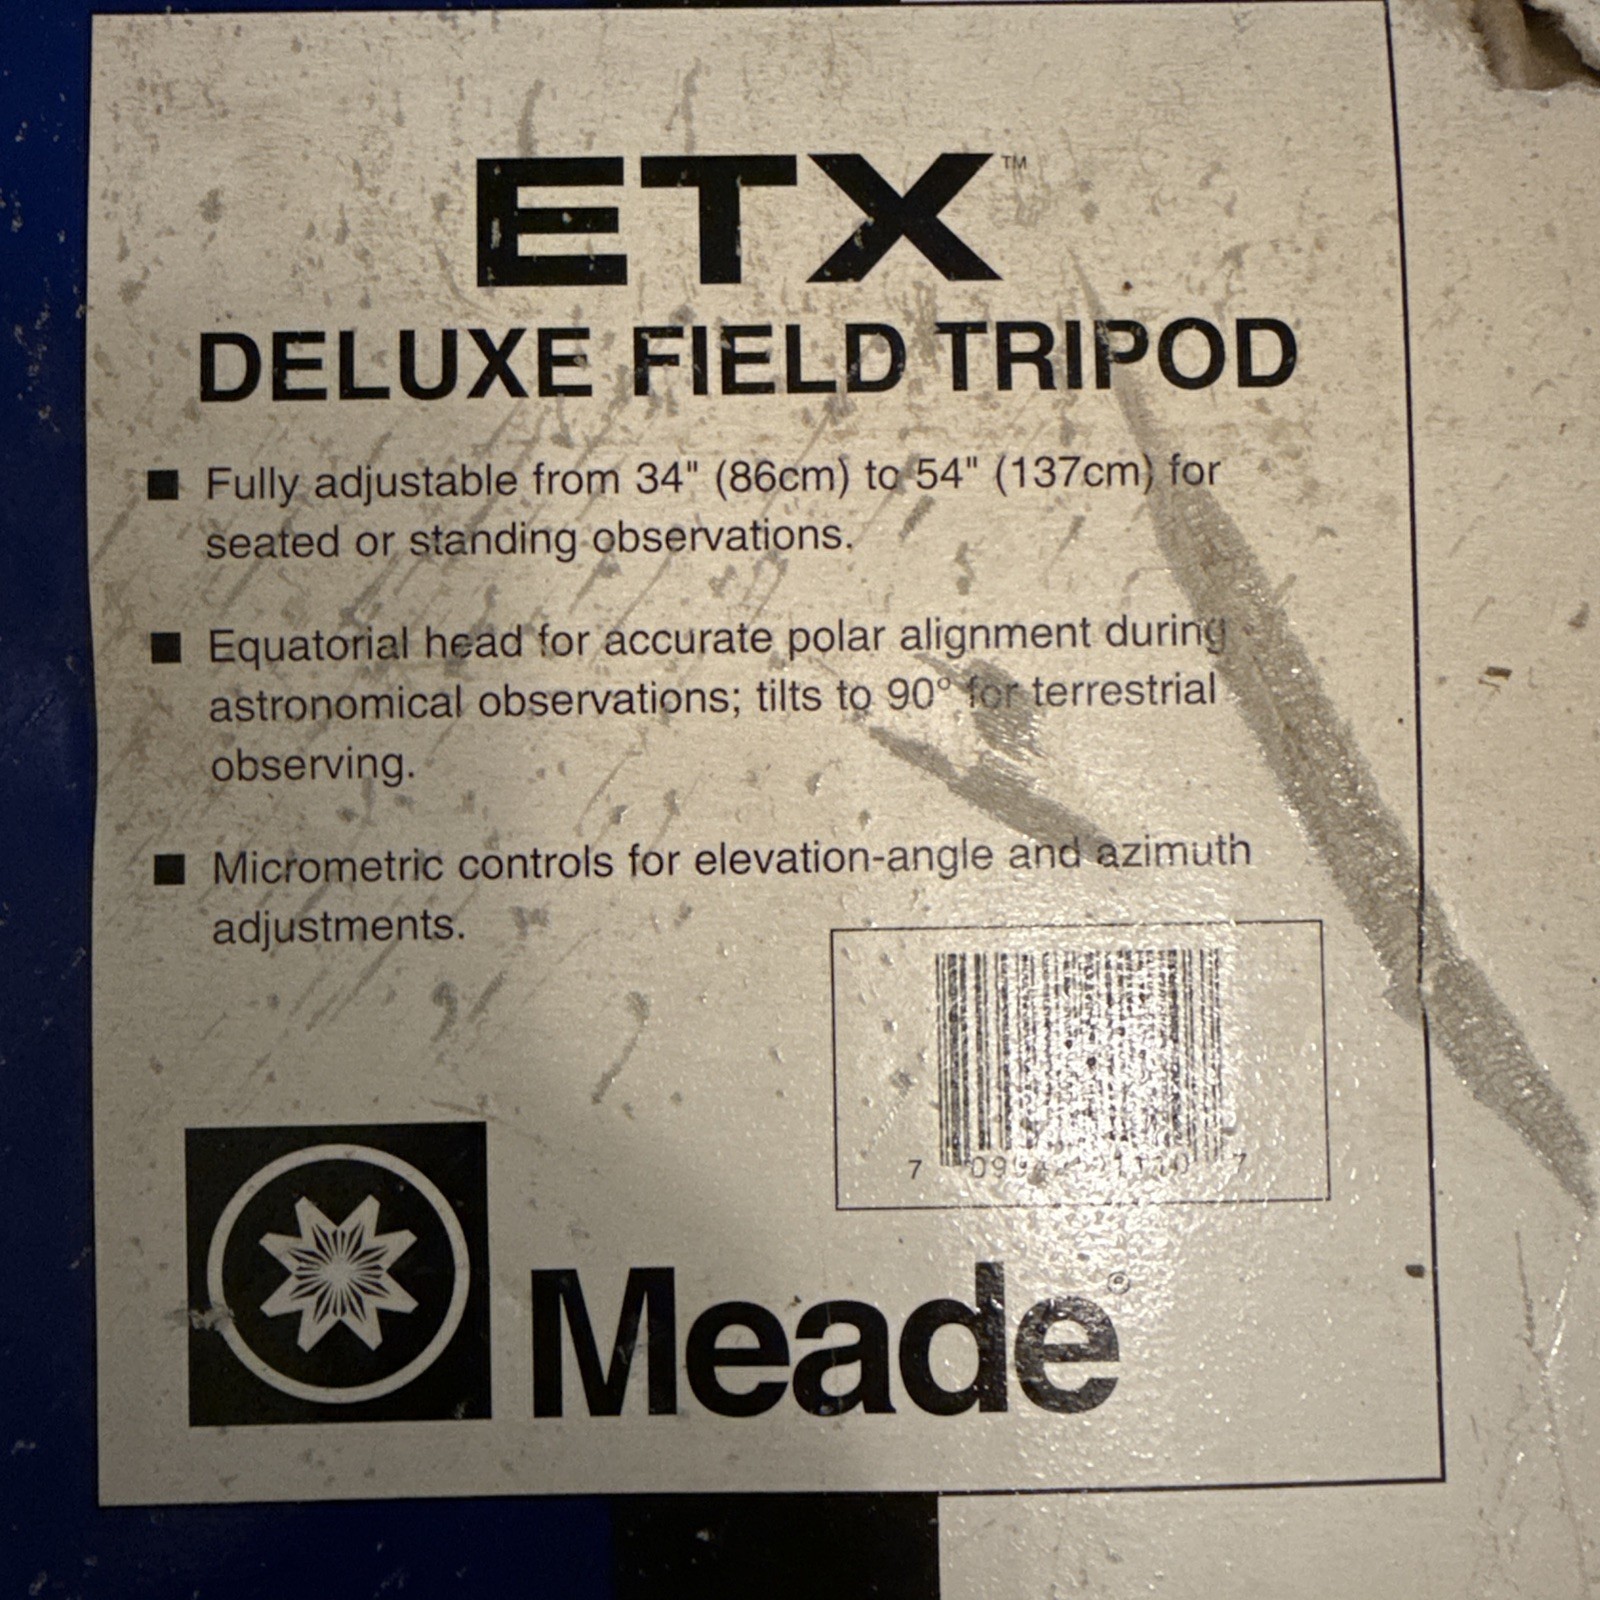 ETX™
DELUXE FIELD TRIPOD
■ Fully adjustable from 34" (86cm) to 54" (137cm) for
seated or standing observations.
■ Equatorial head for accurate polar alignment during
astronomical observations; tilts to 90° for terrestrial
observing.
■ Micrometric controls for elevation-angle and azimuth
adjustments.
7 7
Meade®